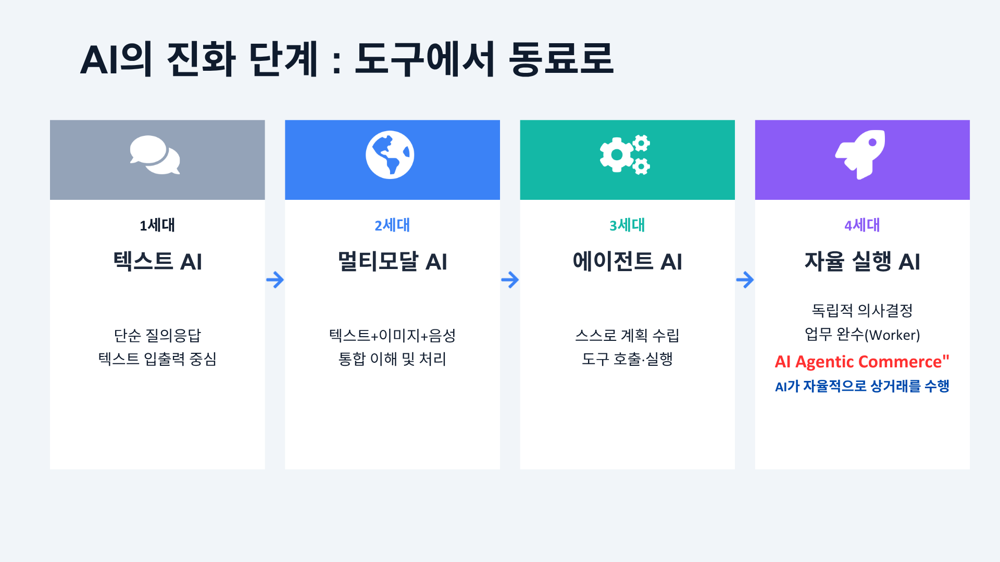 AI의 진화 단계 : 도구에서 동료로
1세대
텍스트 AI
단순 질의응답
텍스트 입출력 중심
2세대
멀티모달 AI
텍스트+이미지+음성
통합 이해 및 처리
3세대
에이전트 AI
스스로 계획 수립
도구 호출·실행
4세대
자율 실행 AI
독립적 의사결정
업무 완수(Worker)
AI Agentic Commerce"
AI가 자율적으로 상거래를 수행